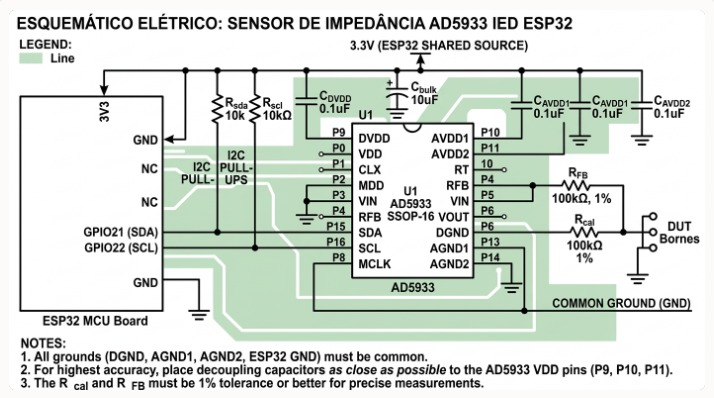 ESQUEMÁTICO ELÉTRICO: SENSOR DE IMPEDÂNCIA AD5933 IED ESP32
LEGEND:
Line
3.3V (ESP32 SHARED SOURCE)
3V3
GND
NC
NC
GPIO21 (SDA)
GPIO22 (SCL)
GND
ESP32 MCU Board
Rsda
10k
Rscl
10kΩ
I2C
PULL-
I2C
PULL-
UPS
CDVDD
0.1uF
+
Cbulk
10uF
U1
CAVDD1
0.1uF
CAVDD1
0.1uF
CAVDD2
0.1uF
P9 DVDD
P0 VDD
P1 CLX
P2 MDD
P3 VIN
P4 RFB
P15 SDA
P16 SCL
P8 MCLK
U1
AD5933
SSOP-16
AVDD1 P10
AVDD2 P11
RT 10
RFB P4
VIN P5
VOUT P6
DGND P6
AGND1 P13
AGND2 P14
AD5933
RFB
100kΩ, 1%
Rcal
100kΩ
1%
DUT
Bornes
COMMON GROUND (GND)
NOTES:
1. All grounds (DGND, AGND1, AGND2, ESP32 GND) must be common.
2. For highest accuracy, place decoupling capacitors as close as possible to the AD5933 VDD pins (P9, P10, P11).
3. The R cal and R FB must be 1% tolerance or better for precise measurements.